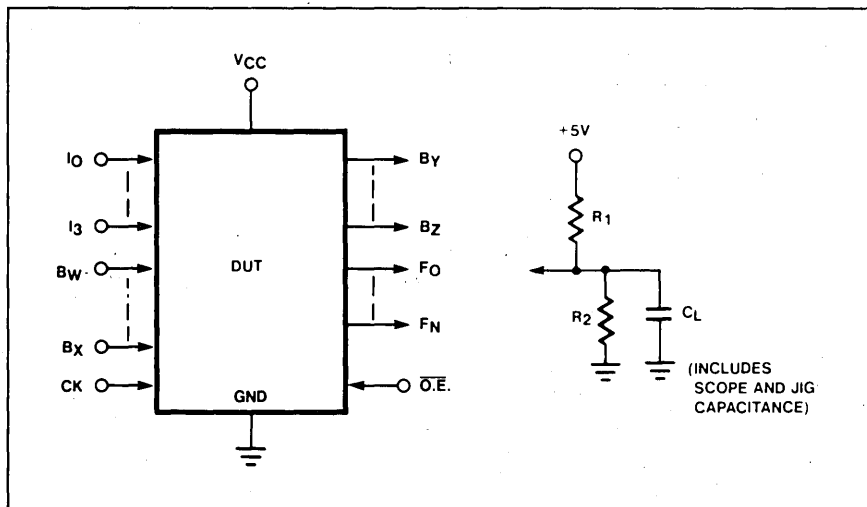 VCC
I0
I3
BW
BX
CK
DUT
GND
BY
BZ
F0
FN
O.E.
+5V
R1
R2
CL
(INCLUDES
SCOPE AND JIG
CAPACITANCE)